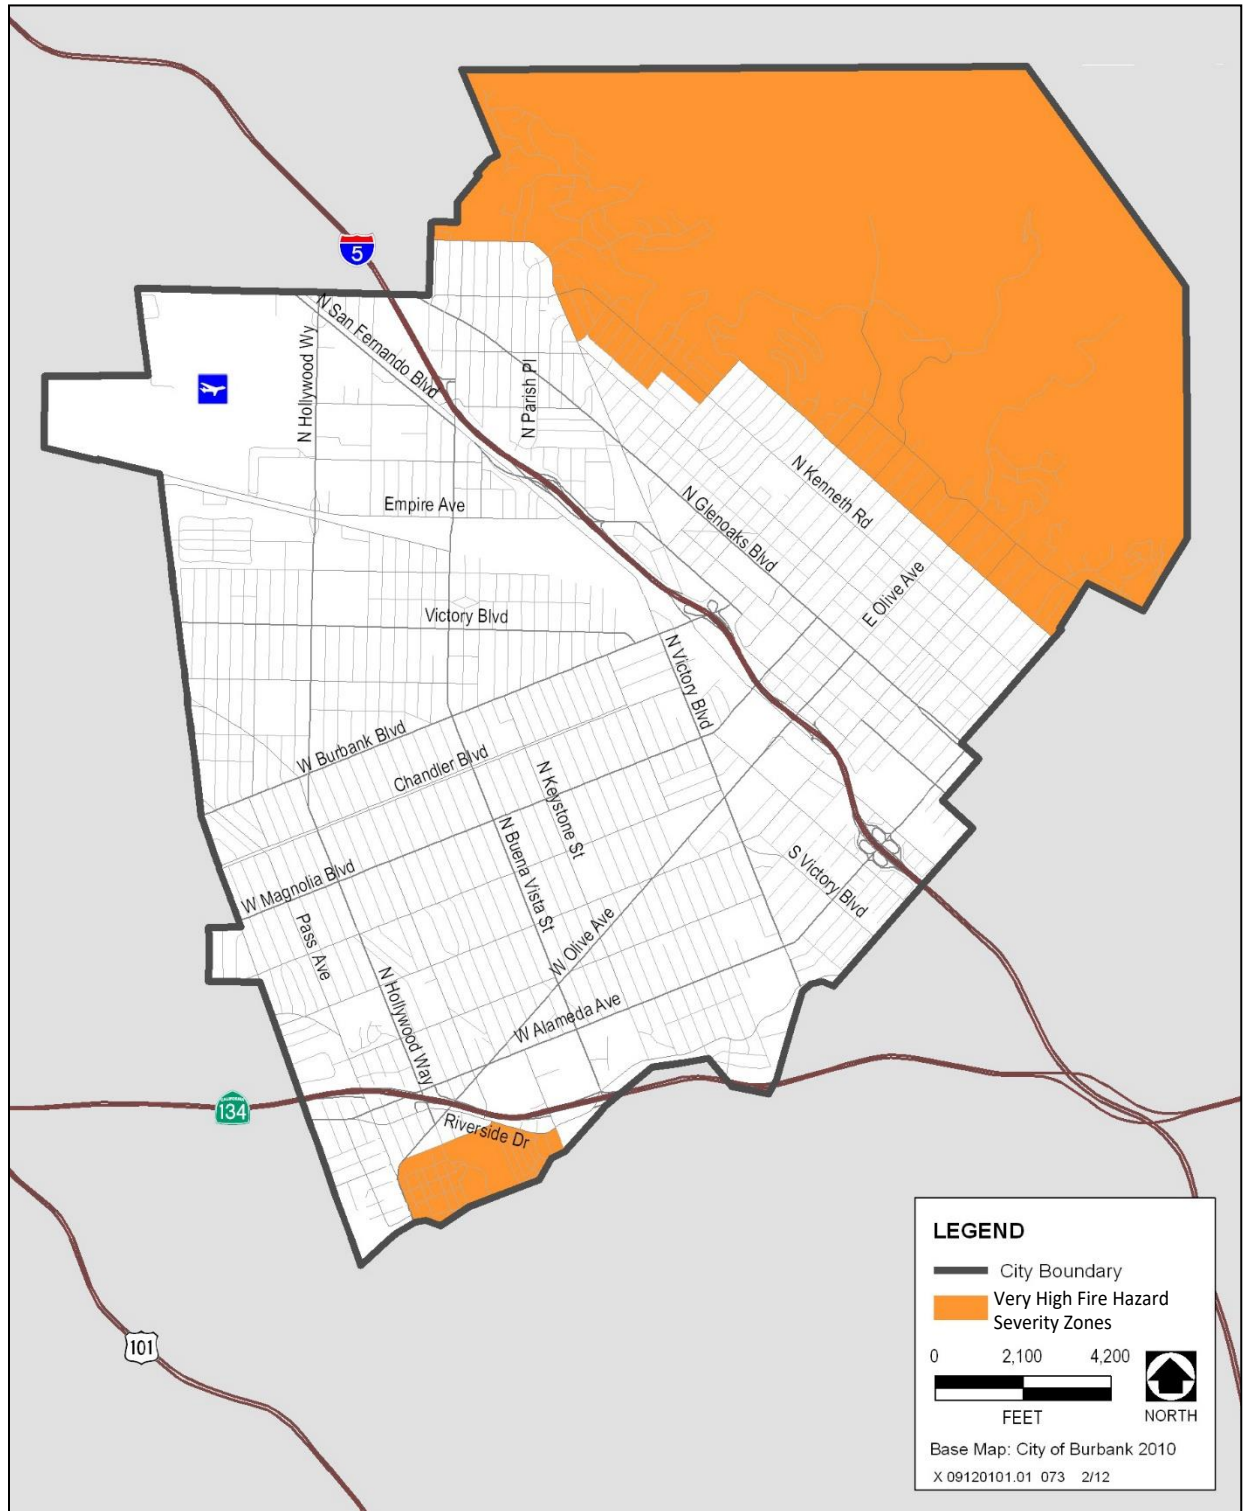 5
N San Fernando Blvd
N Hollywood Wy
N Parish Pl
N Kenneth Rd
Empire Ave
N Glenoaks Blvd
E Olive Ave
Victory Blvd
N Victory Blvd
W Burbank Blvd
Chandler Blvd
N Keystone St
N Buena Vista St
S Victory Blvd
W Magnolia Blvd
Pass Ave
W Olive Ave
N Hollywood Way
W Alameda Ave
134
Riverside Dr
101
LEGEND
City Boundary
Very High Fire Hazard
Severity Zones
0 2,100 4,200
FEET
NORTH
Base Map: City of Burbank 2010
X 09120101.01 073 2/12